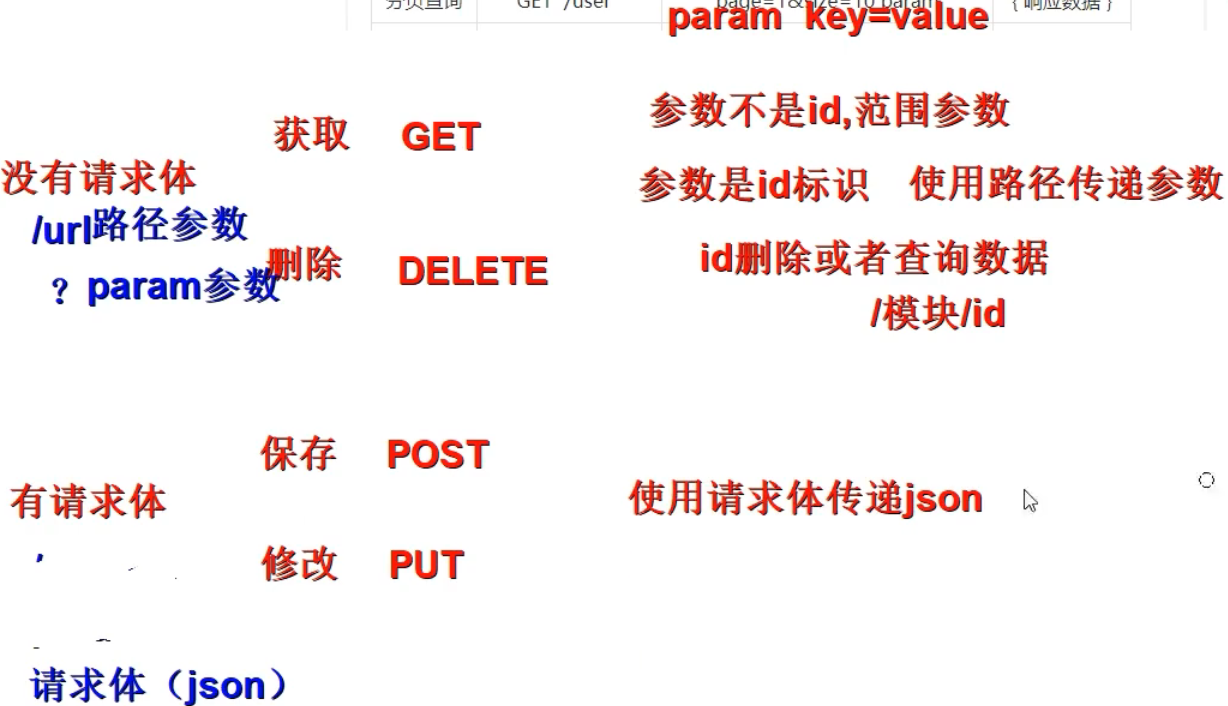 分页查询 GET /user page=1&size=10 param { 响应数据 }
param key=value
参数不是id,范围参数
获取 GET
没有请求体
参数是id标识 使用路径传递参数
/url路径参数
删除 DELETE
id删除或者查询数据
? param参数
/模块/id
保存 POST
有请求体
使用请求体传递json
修改 PUT
请求体（json）